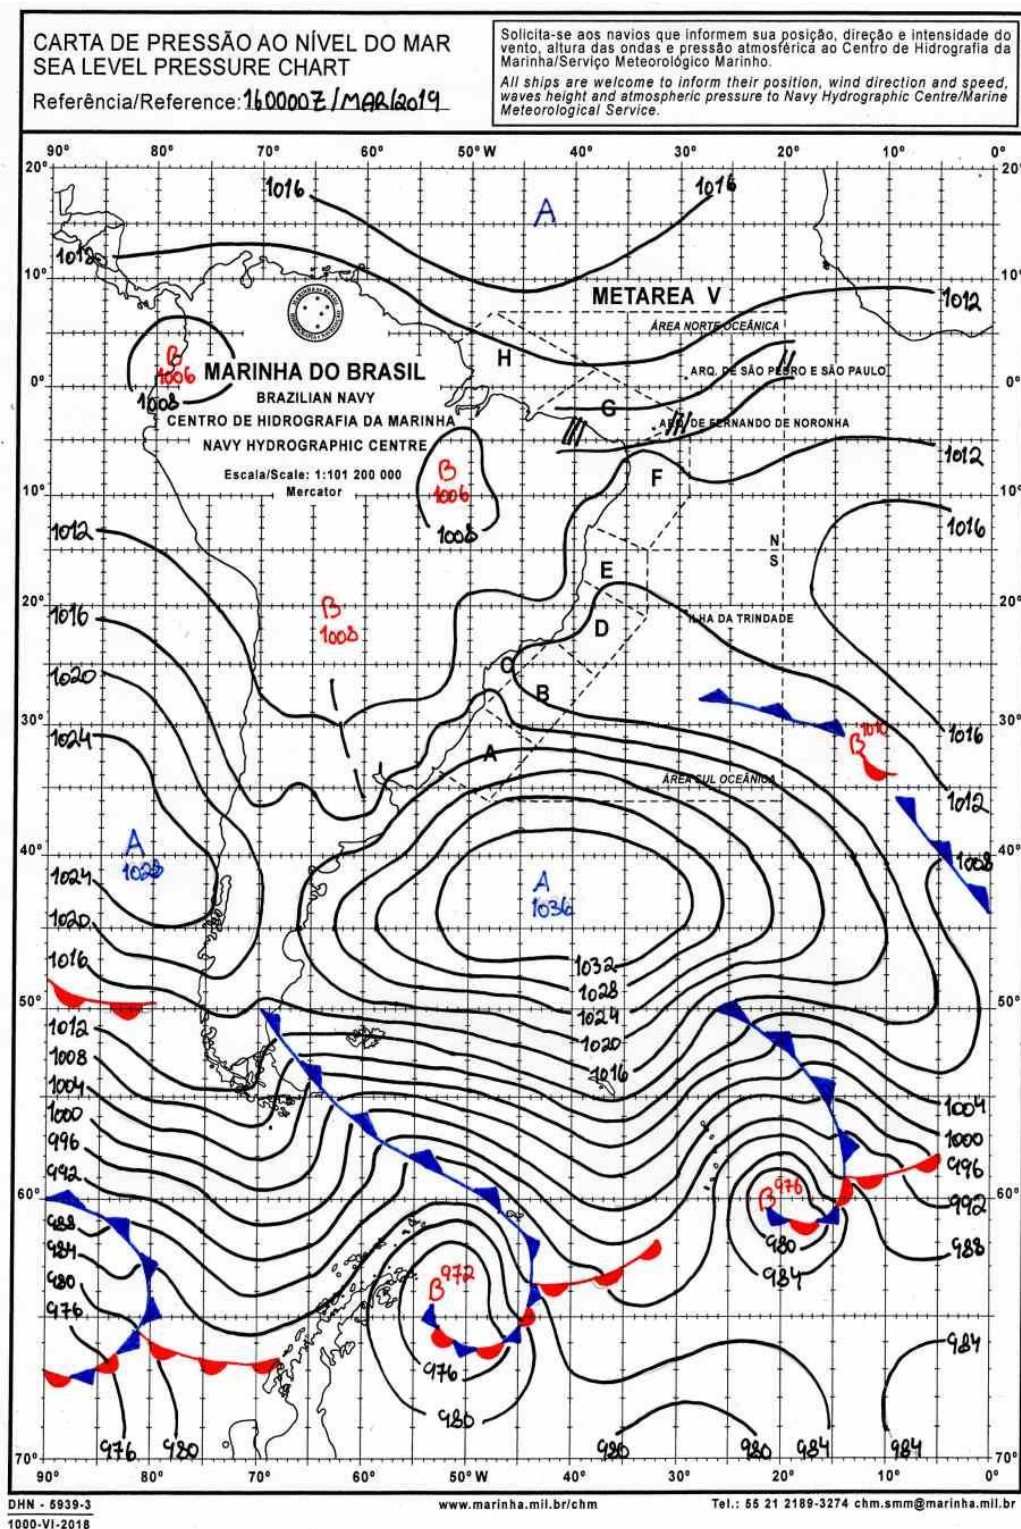 CARTA DE PRESSÃO AO NÍVEL DO MAR
SEA LEVEL PRESSURE CHART
Referência/Reference: 160000Z/MAR/2019
Solicita-se aos navios que informem sua posição, direção e intensidade do
vento, altura das ondas e pressão atmosférica ao Centro de Hidrografia da
Marinha/Serviço Meteorológico Marinho.
All ships are welcome to inform their position, wind direction and speed,
waves height and atmospheric pressure to Navy Hydrographic Centre/Marine
Meteorological Service.
90° 80° 70° 60° 50° W 40° 30° 20° 10° 0°
20° 20°
1016 A 1016
1012
10° 10°
METAREA V 1012
ÁREA NORTE OCEÂNICA
H
B
1006 MARINHA DO BRASIL ARQ. DE SÃO PEDRO E SÃO PAULO
0° 0°
1008 BRAZILIAN NAVY
G
CENTRO DE HIDROGRAFIA DA MARINHA ARQ. DE FERNANDO DE NORONHA
NAVY HYDROGRAPHIC CENTRE
1012
Escala/Scale: 1:101 200 000
Mercator
B
1006
F
10° 10°
1008
1012 1016
N
S
E
20° 20°
B
1008
1016
ILHA DA TRINDADE
D
1020
C
B
30° 30°
1024 1010 1016
B
A
ÁREA SUL OCEÂNICA
1012
40° 40°
A
1028
1008
1024
A
1036
1020
1016 1032
1028
50° 50°
1012 1024
1020
1008 1016
1004 1004
1000 1000
996 996
992 B 976 992
60° 60°
988 988
984 980
980 B 972 984
976
976 984
980
976 980 980 980 984 984
70° 70°
90° 80° 70° 60° 50° W 40° 30° 20° 10° 0°
DHN - 5939-3
1000-VI-2018
www.marinha.mil.br/chm
Tel.: 55 21 2189-3274 chm.smm@marinha.mil.br